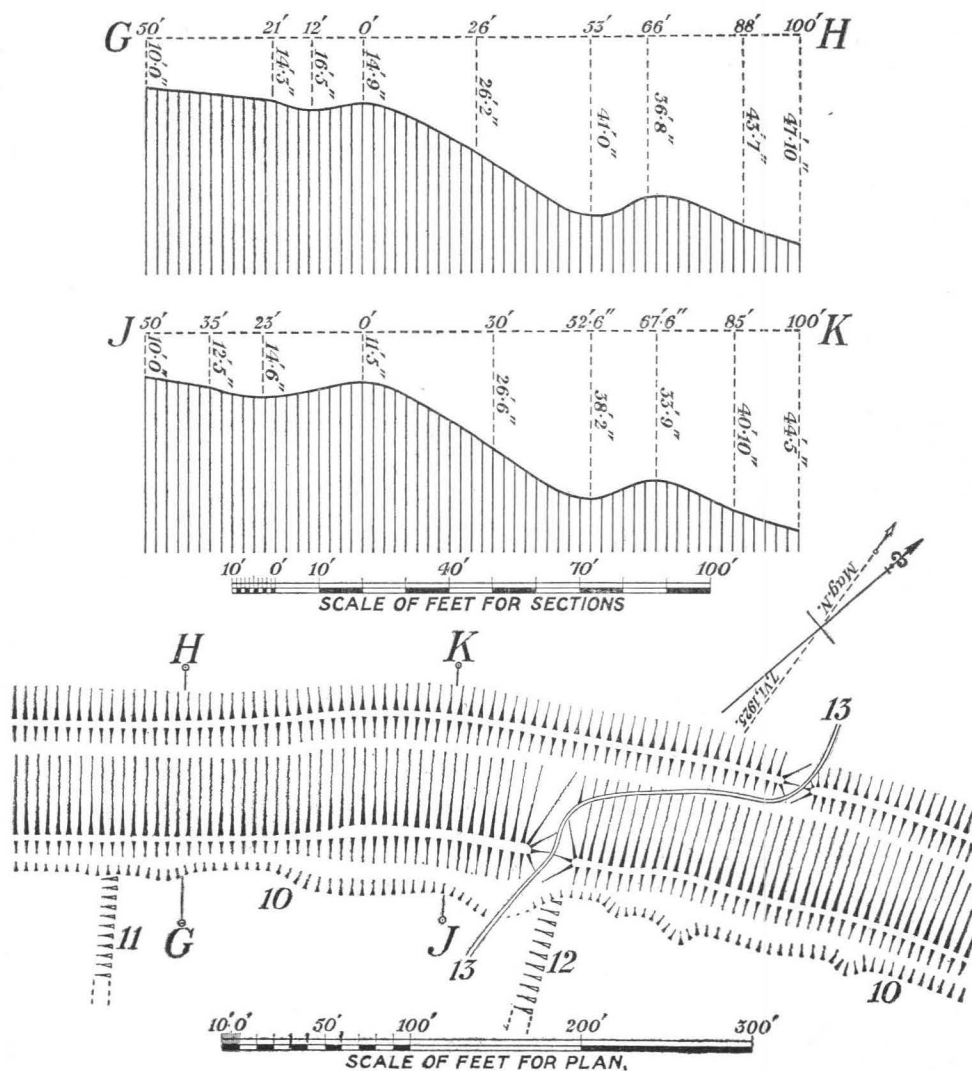 G 50' 21' 12' 0' 26' 53' 66' 88' 100' H
10'·0" 14'·3" 16'·5" 14'·9" 26'·2" 41'·0" 36'·8" 43'·7" 47'·10"
J 50' 35' 23' 0' 30' 52'·6" 67'·6" 85' 100' K
10'·0" 12'·5" 14'·6" 11'·5" 26'·6" 38'·2" 33'·9" 40'·10" 44'·5"
10' 0' 10' 40' 70' 100'
SCALE OF FEET FOR SECTIONS
Mag. N.
7.VI.1925.
H K
13
10
11 G J 13 12 10
10·0' 50' 100' 200' 300'
SCALE OF FEET FOR PLAN.